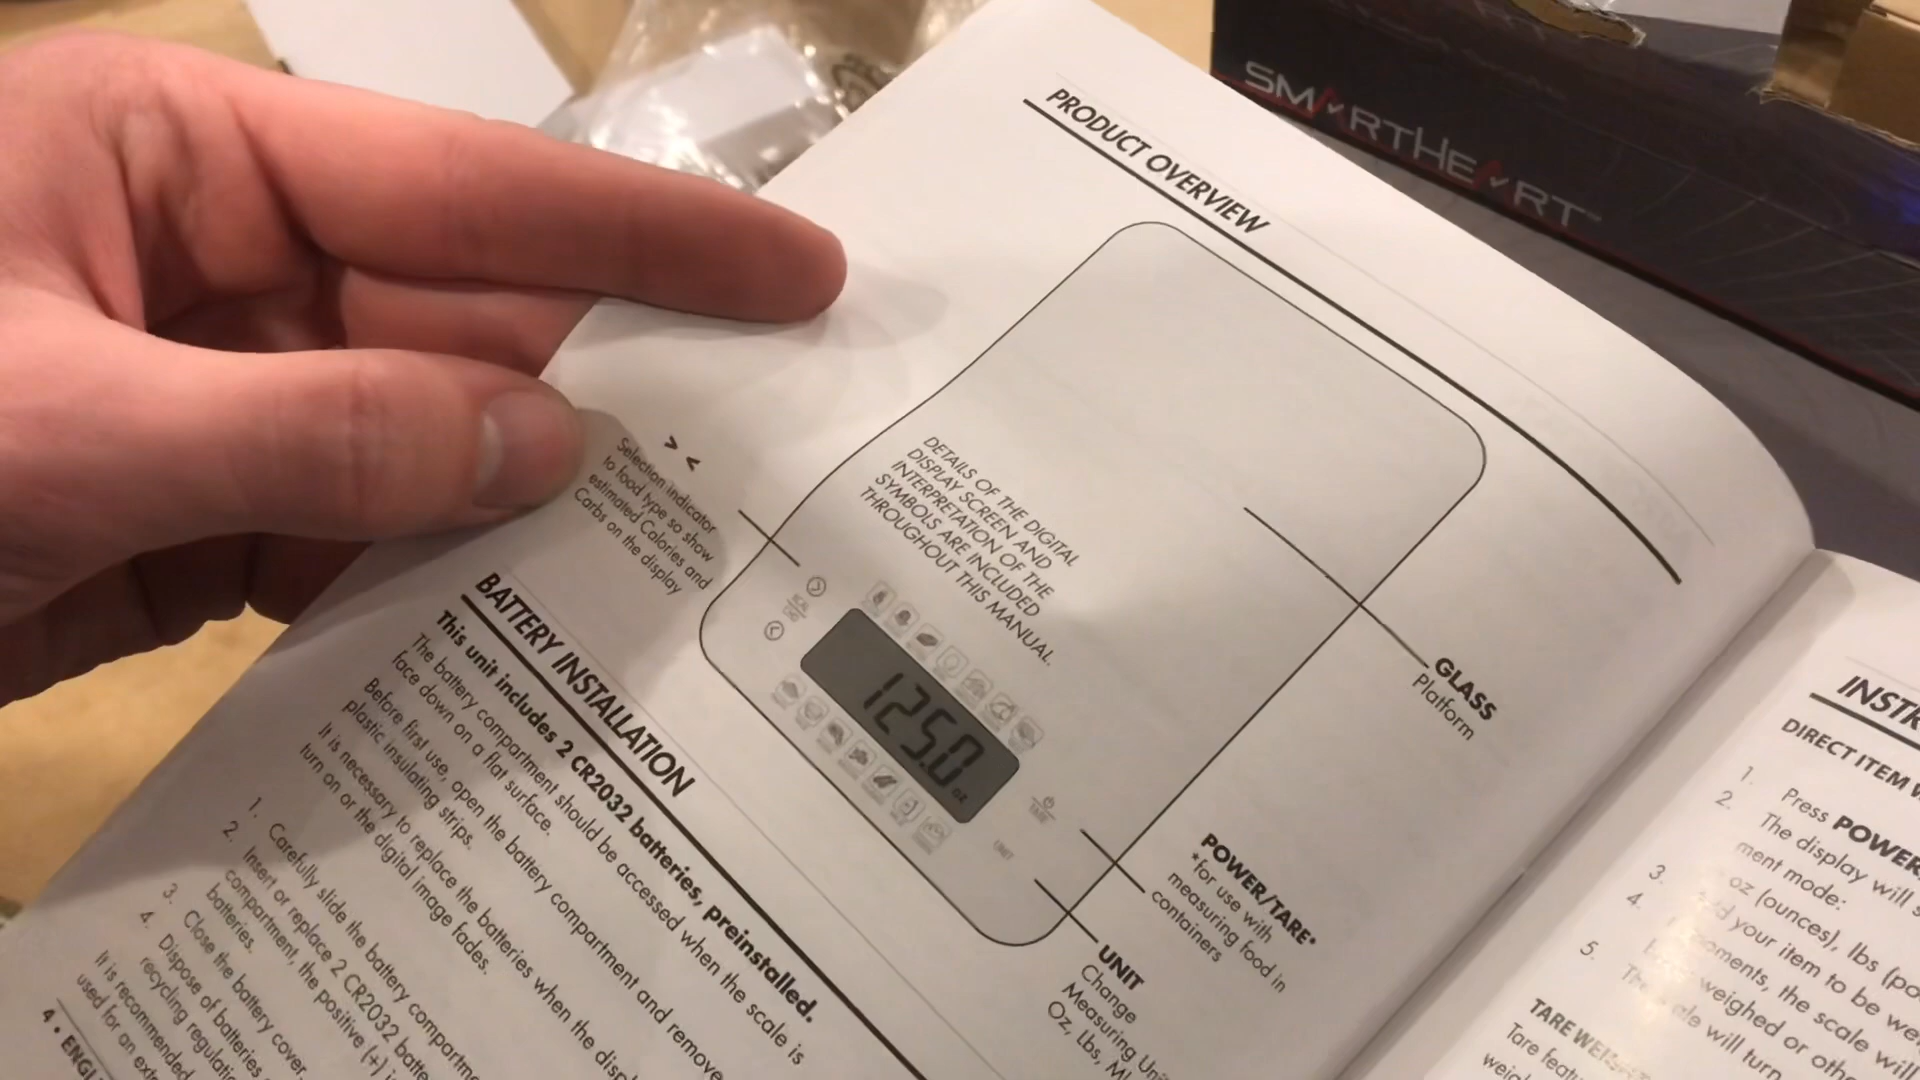 SMARTHEART
PRODUCT OVERVIEW
DETAILS OF THE DIGITAL
DISPLAY SCREEN AND
INTERPRETATION OF THE
SYMBOLS ARE INCLUDED
THROUGHOUT THIS MANUAL.
> <
Selection indicator
to food type so show
estimated Calories and
Carbs on the display
125.0 oz
GLASS
Platform
POWER/TARE*
*for use with
measuring food in
containers
UNIT
Change
Measuring
Oz, Lbs,
BATTERY INSTALLATION
This unit includes 2 CR2032 batteries, preinstalled.
The battery compartment should be accessed when the scale is
face down on a flat surface.
Before first use, open the battery compartment and remove
plastic insulating strips.
It is necessary to replace the batteries when the
turn on or the digital image fades.
1. Carefully slide the battery
2. Insert or replace 2 CR2032
compartment, the positive (+)
batteries.
3. Close the battery cover.
4. Dispose of batteries
recycling
It is recommended
used for an
4 •
DIRECT ITEM
1. Press POWER
2. The display will
ment mode:
oz (ounces), lbs
3.
4. your item to be
the scale will
weighed or
5. will turn
TARE
Tare